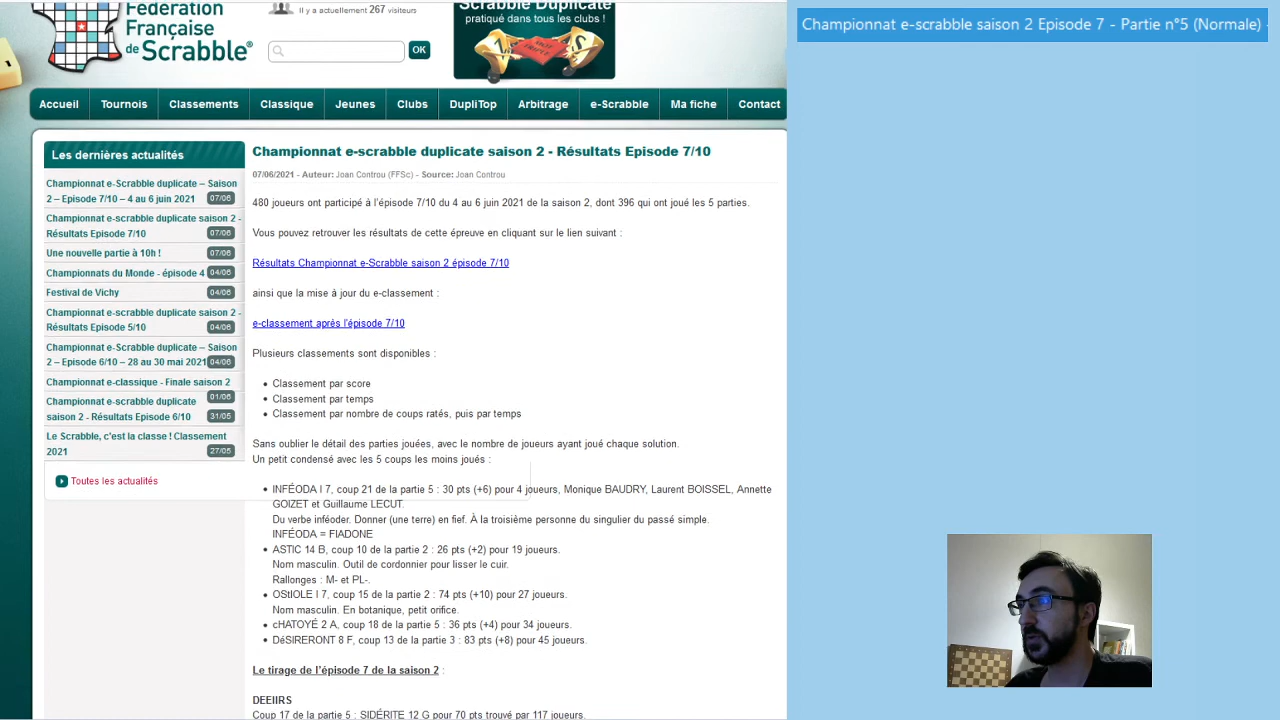 Fédération
Française
de Scrabble®
Il y a actuellement 267 visiteurs
OK
Scrabble Duplicate
pratiqué dans tous les clubs !
Championnat e-scrabble saison 2 Episode 7 - Partie n°5 (Normale) -
Accueil Tournois Classements Classique Jeunes Clubs DupliTop Arbitrage e-Scrabble Ma fiche Contact
Les dernières actualités
Championnat e-Scrabble duplicate – Saison
2 – Episode 7/10 – 4 au 6 juin 2021 07/06
Championnat e-scrabble duplicate saison 2 -
Résultats Episode 7/10 07/06
Une nouvelle partie à 10h ! 07/06
Championnats du Monde - épisode 4 04/06
Festival de Vichy 04/06
Championnat e-scrabble duplicate saison 2 -
Résultats Episode 5/10 04/06
Championnat e-Scrabble duplicate – Saison
2 – Episode 6/10 – 28 au 30 mai 2021 04/06
Championnat e-classique - Finale saison 2
01/06
Championnat e-scrabble duplicate
saison 2 - Résultats Episode 6/10 31/05
Le Scrabble, c'est la classe ! Classement
2021 27/05
Toutes les actualités
Championnat e-scrabble duplicate saison 2 - Résultats Episode 7/10
07/06/2021 - Auteur: Joan Controu (FFSc) - Source: Joan Controu
480 joueurs ont participé à l'épisode 7/10 du 4 au 6 juin 2021 de la saison 2, dont 396 qui ont joué les 5 parties.
Vous pouvez retrouver les résultats de cette épreuve en cliquant sur le lien suivant :
Résultats Championnat e-Scrabble saison 2 épisode 7/10
ainsi que la mise à jour du e-classement :
e-classement après l'épisode 7/10
Plusieurs classements sont disponibles :
• Classement par score
• Classement par temps
• Classement par nombre de coups ratés, puis par temps
Sans oublier le détail des parties jouées, avec le nombre de joueurs ayant joué chaque solution.
Un petit condensé avec les 5 coups les moins joués :
• INFÉODA I 7, coup 21 de la partie 5 : 30 pts (+6) pour 4 joueurs, Monique BAUDRY, Laurent BOISSEL, Annette
GOIZET et Guillaume LECUT.
Du verbe inféoder. Donner (une terre) en fief. À la troisième personne du singulier du passé simple.
INFÉODA = FIADONE
• ASTIC 14 B, coup 10 de la partie 2 : 26 pts (+2) pour 19 joueurs.
Nom masculin. Outil de cordonnier pour lisser le cuir.
Rallonges : M- et PL-.
• OStIOLE I 7, coup 15 de la partie 2 : 74 pts (+10) pour 27 joueurs.
Nom masculin. En botanique, petit orifice.
• cHATOYÉ 2 A, coup 18 de la partie 5 : 36 pts (+4) pour 34 joueurs.
• DéSIRERONT 8 F, coup 13 de la partie 3 : 83 pts (+8) pour 45 joueurs.
Le tirage de l'épisode 7 de la saison 2 :
DEEIIRS
Coup 17 de la partie 5 : SIDÉRITE 12 G pour 70 pts trouvé par 117 joueurs.